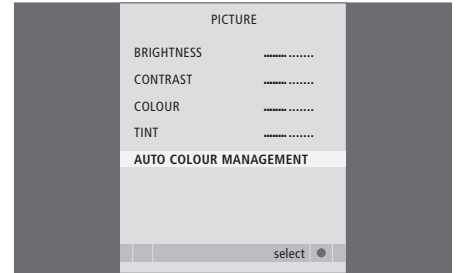 PICTURE
BRIGHTNESS ...............
CONTRAST ...............
COLOUR ...............
TINT ...............
AUTO COLOUR MANAGEMENT
select